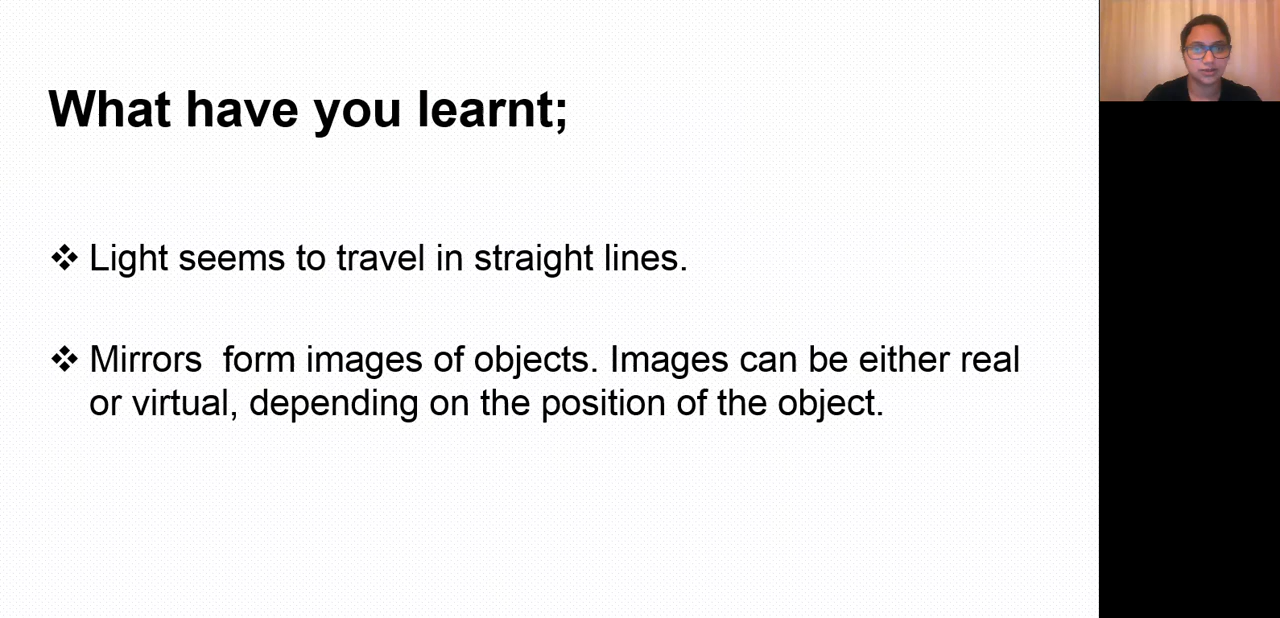 What have you learnt;
❖ Light seems to travel in straight lines.
❖ Mirrors  form images of objects. Images can be either real
or virtual, depending on the position of the object.